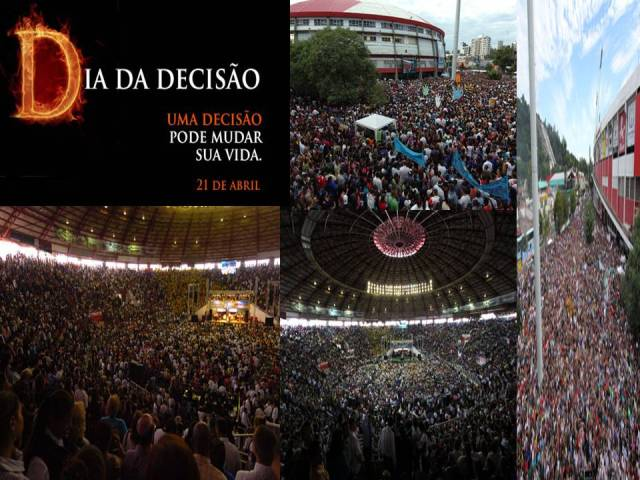 DIA DA DECISÃO
UMA DECISÃO
PODE MUDAR
SUA VIDA.
21 DE ABRIL